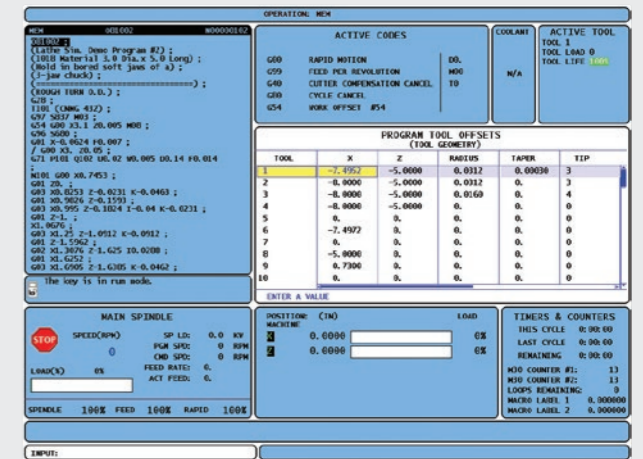 OPERATION: MEM
MEM O01002 N00000102
O01002 ;
(Lathe Sim. Demo Program #2) ;
(1018 Material 3.0 Dia.x 5.0 Long) ;
(Hold in bored soft jaws of a) ;
(3-jaw chuck) ;
(ROUGH TURN O.D.) ;
G28 ;
T101 (CNMG 432) ;
G97 S037 M03 ;
G54 G00 X3.1 Z0.005 M08 ;
G96 S600 ;
G01 X-0.0624 F0.007 ;
/ G00 X3. Z0.05 ;
G71 P101 Q102 U0.02 W0.005 D0.14 F0.014
;
N101 G00 X0.7453 ;
G01 Z0. ;
G03 X0.8253 Z-0.0231 K-0.0463 ;
G01 X0.9826 Z-0.1593 ;
G03 X0.995 Z-0.1824 I-0.04 K-0.0231 ;
G01 Z-1. ;
X1.0676 ;
G03 X1.25 Z-1.0912 K-0.0912 ;
G01 Z-1.5962 ;
G02 X1.3076 Z-1.625 I0.0288 ;
G01 X1.6252 ;
G03 X1.6905 Z-1.6305 K-0.0462 ;
The key is in run mode.
ACTIVE CODES
G00 RAPID MOTION D0.
G99 FEED PER REVOLUTION M00
G40 CUTTER COMPENSATION CANCEL T0
G80 CYCLE CANCEL
G54 WORK OFFSET #54
COOLANT
N/A
ACTIVE TOOL
TOOL 1
TOOL LOAD 0
TOOL LIFE 100%
PROGRAM TOOL OFFSETS
(TOOL GEOMETRY)
TOOL X Z RADIUS TAPER TIP
1 -7.4952 -5.0000 0.0312 0.00030 3
2 -8.0000 -5.0000 0.0312 0. 3
3 -8.0000 -5.0000 0.0160 0. 4
4 -8.0000 -5.0000 0. 0. 0
5 0. 0. 0. 0. 0
6 -7.4972 0. 0. 0. 0
7 0. 0. 0. 0. 0
8 -5.0000 0. 0. 0. 0
9 0.7300 0. 0. 0. 0
10 0. 0. 0. 0. 0
ENTER A VALUE
MAIN SPINDLE
STOP
SPEED(RPM) 0
SP LD: 0.0 KW
PGM SPD: 0 RPM
CMD SPD: 0 RPM
FEED RATE: 0.
ACT FEED: 0.
LOAD(%) 0%
SPINDLE 100% FEED 100% RAPID 100%
POSITION: (IN) LOAD
MACHINE
X 0.0000 0%
Z 0.0000 0%
TIMERS & COUNTERS
THIS CYCLE 0:00:00
LAST CYCLE 0:00:00
REMAINING 0:00:00
M30 COUNTER #1: 13
M30 COUNTER #2: 13
LOOPS REMAINING: 0
MACRO LABEL 1 0.000000
MACRO LABEL 2 0.000000
INPUT: